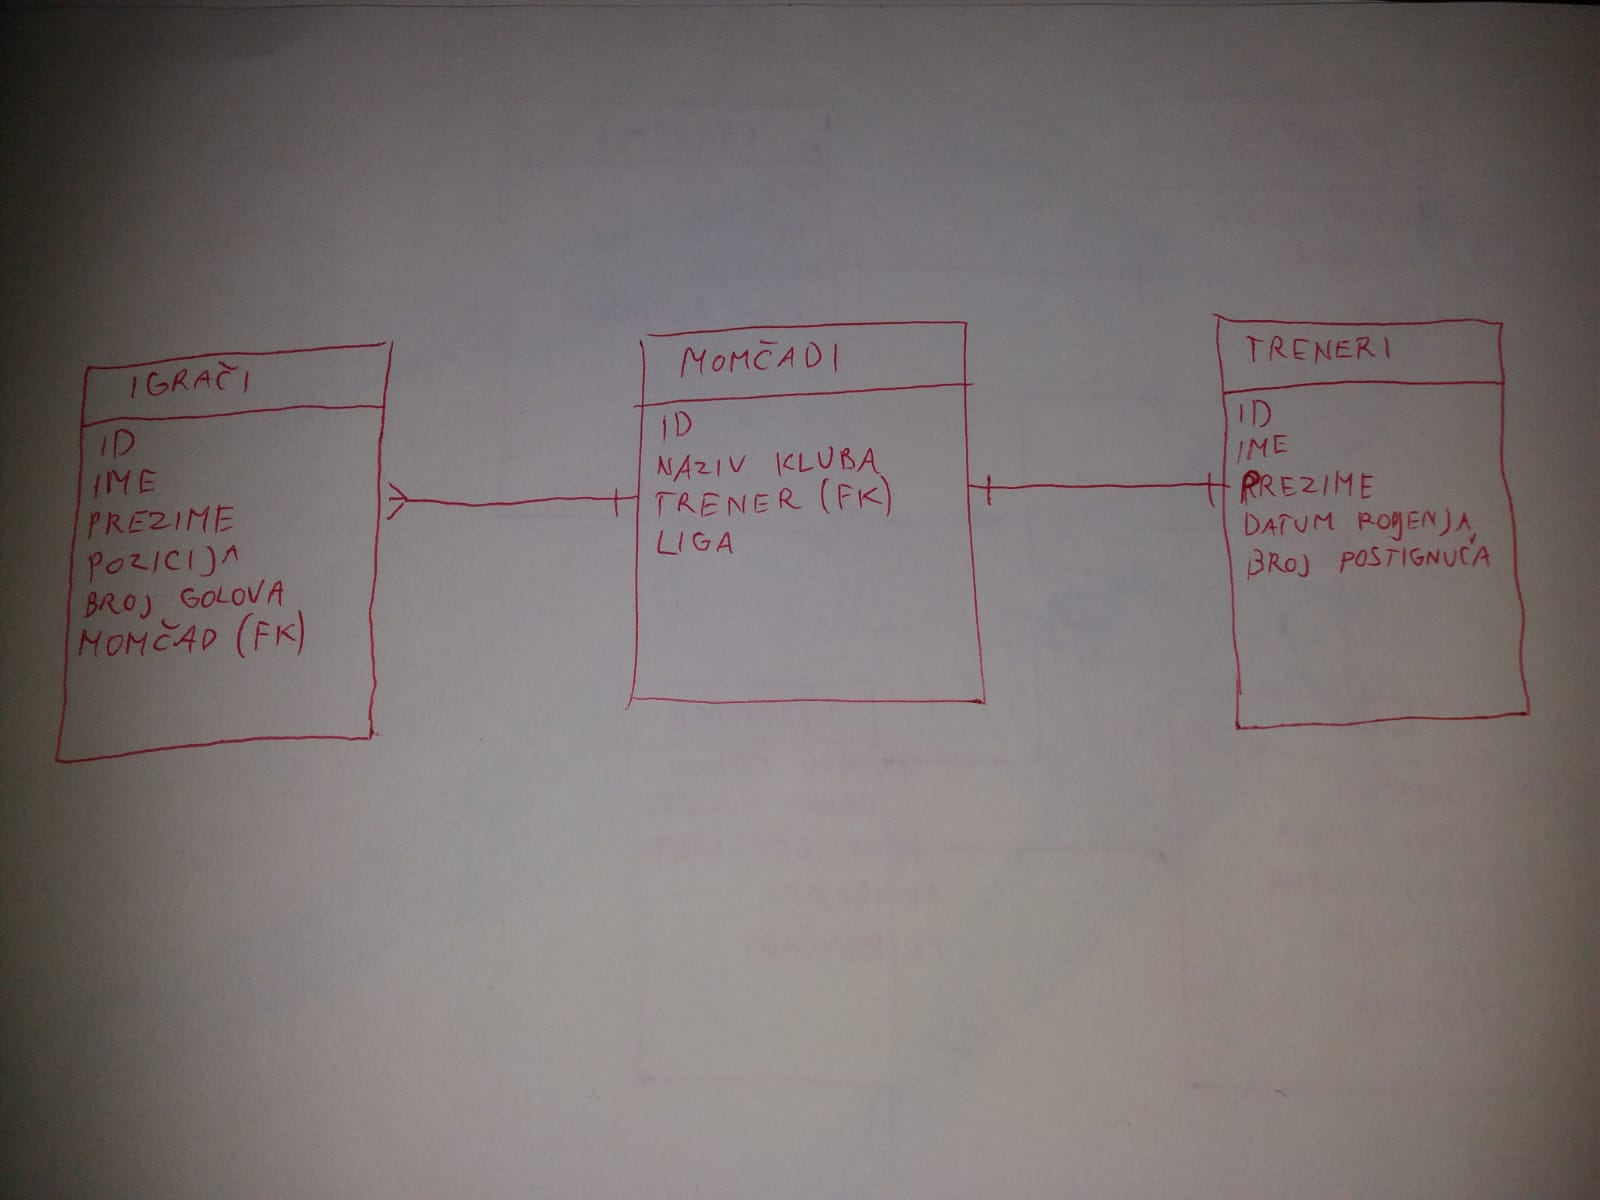 IGRAČI
ID
IME
PREZIME
POZICIJA
BROJ GOLOVA
MOMČAD (FK)
MOMČADI
ID
NAZIV KLUBA
TRENER (FK)
LIGA
TRENERI
ID
IME
PREZIME
DATUM ROĐENJA
BROJ POSTIGNUĆA